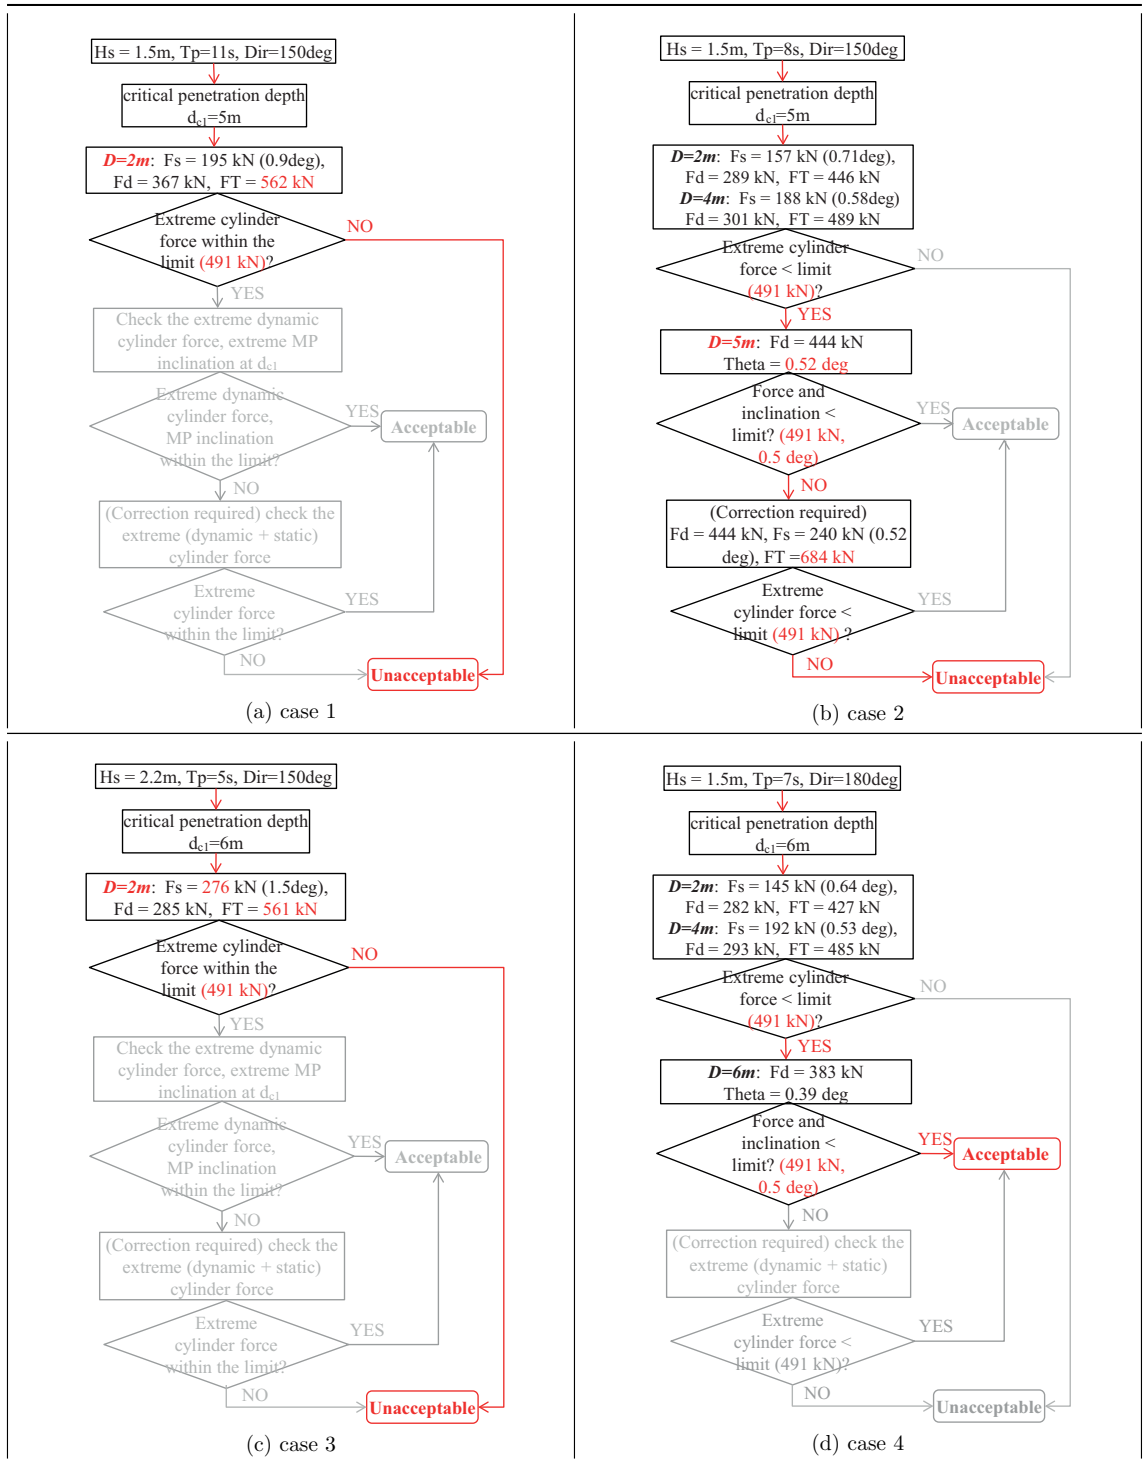 Hs = 1.5m, Tp=11s, Dir=150deg
critical penetration depth
d_c1=5m
D=2m: Fs = 195 kN (0.9deg),
Fd = 367 kN, FT = 562 kN
Extreme cylinder
force within the
limit (491 kN)?
NO
YES
Check the extreme dynamic
cylinder force, extreme MP
inclination at d_c1
Extreme dynamic
cylinder force,
MP inclination
within the limit?
YES
Acceptable
NO
(Correction required) check the
extreme (dynamic + static)
cylinder force
Extreme
cylinder force
within the limit?
YES
NO
Unacceptable
(a) case 1
Hs = 1.5m, Tp=8s, Dir=150deg
critical penetration depth
d_c1=5m
D=2m: Fs = 157 kN (0.71deg),
Fd = 289 kN, FT = 446 kN
D=4m: Fs = 188 kN (0.58deg)
Fd = 301 kN, FT = 489 kN
Extreme cylinder
force < limit
(491 kN)?
NO
YES
D=5m: Fd = 444 kN
Theta = 0.52 deg
Force and
inclination <
limit? (491 kN,
0.5 deg)
YES
Acceptable
NO
(Correction required)
Fd = 444 kN, Fs = 240 kN (0.52
deg), FT =684 kN
Extreme
cylinder force <
limit (491 kN) ?
YES
NO
Unacceptable
(b) case 2
Hs = 2.2m, Tp=5s, Dir=150deg
critical penetration depth
d_c1=6m
D=2m: Fs = 276 kN (1.5deg),
Fd = 285 kN, FT = 561 kN
Extreme cylinder
force within the
limit (491 kN)?
NO
YES
Check the extreme dynamic
cylinder force, extreme MP
inclination at d_c1
Extreme dynamic
cylinder force,
MP inclination
within the limit?
YES
Acceptable
NO
(Correction required) check the
extreme (dynamic + static)
cylinder force
Extreme
cylinder force
within the limit?
YES
NO
Unacceptable
(c) case 3
Hs = 1.5m, Tp=7s, Dir=180deg
critical penetration depth
d_c1=6m
D=2m: Fs = 145 kN (0.64 deg),
Fd = 282 kN, FT = 427 kN
D=4m: Fs = 192 kN (0.53 deg),
Fd = 293 kN, FT = 485 kN
Extreme cylinder
force < limit
(491 kN)?
NO
YES
D=6m: Fd = 383 kN
Theta = 0.39 deg
Force and
inclination <
limit? (491 kN,
0.5 deg)
YES
Acceptable
NO
(Correction required) check the
extreme (dynamic + static)
cylinder force
Extreme
cylinder force <
limit (491 kN)?
YES
NO
Unacceptable
(d) case 4